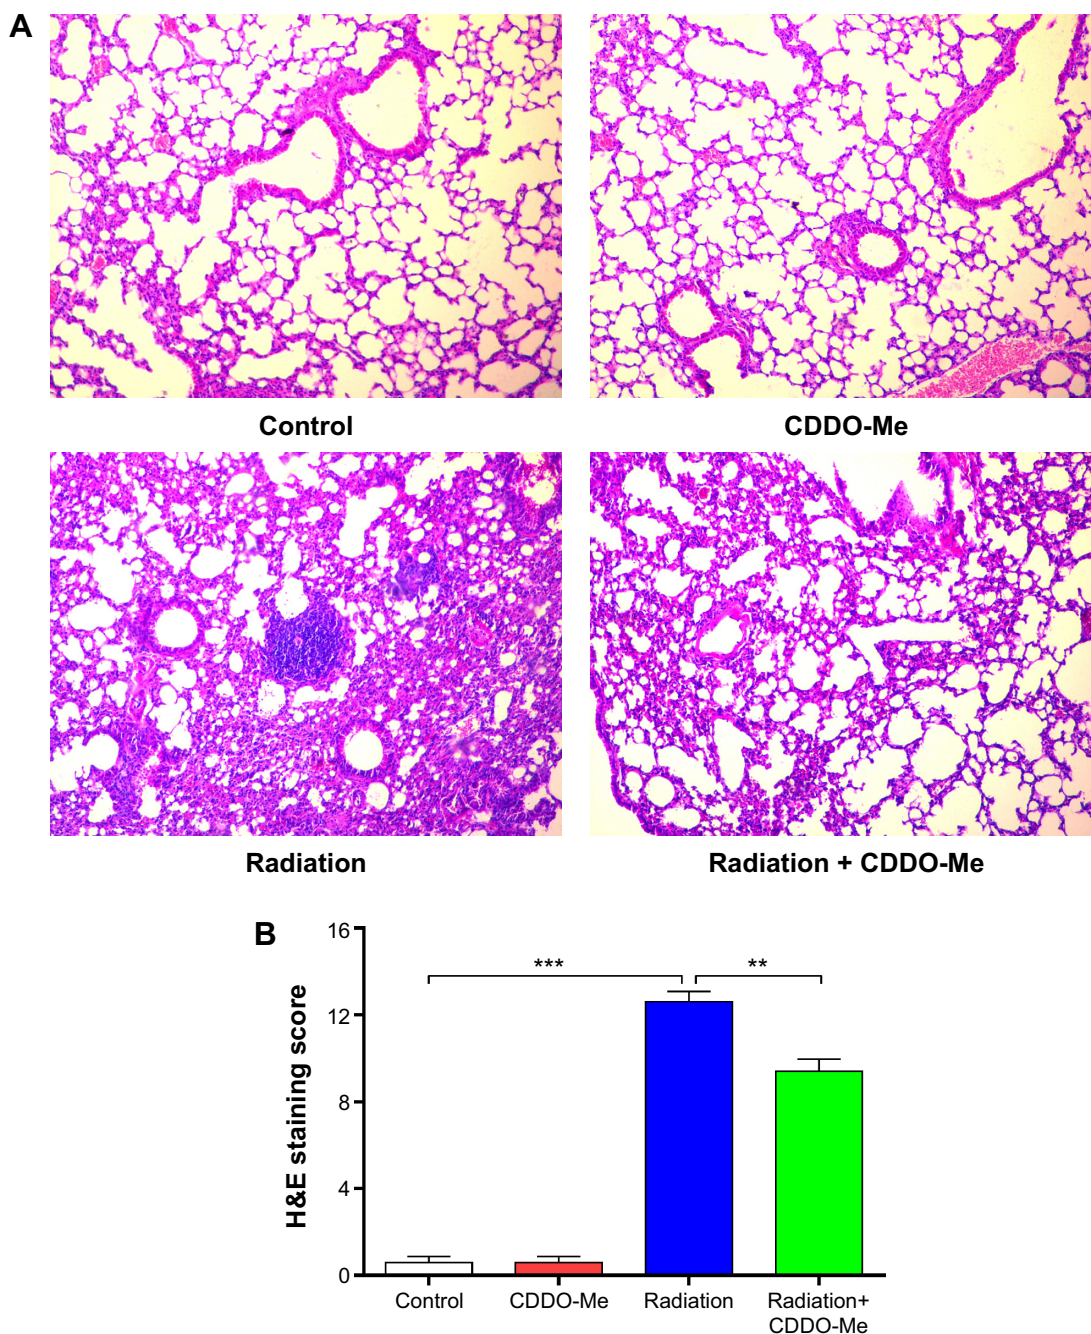 A
Control
CDDO-Me
Radiation
Radiation + CDDO-Me
B
H&E staining score
16
12
8
4
0
***
**
Control
CDDO-Me
Radiation
Radiation+
CDDO-Me